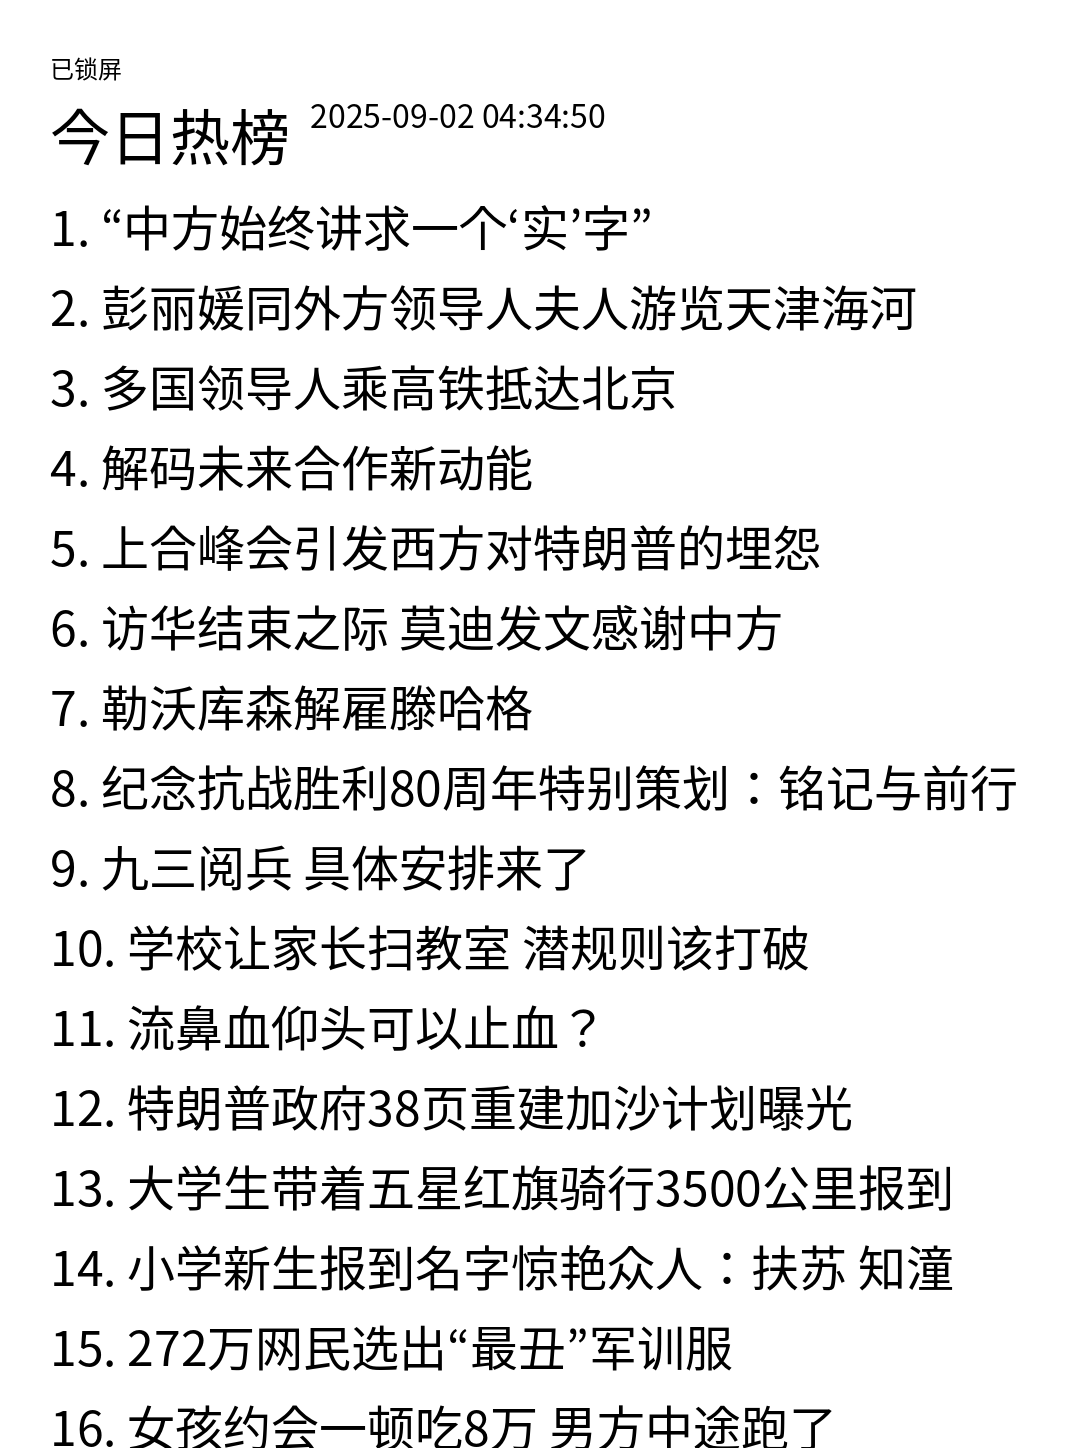 已锁屏
今日热榜 2025-09-02 04:34:50
1. “中方始终讲求一个‘实’字”
2. 彭丽媛同外方领导人夫人游览天津海河
3. 多国领导人乘高铁抵达北京
4. 解码未来合作新动能
5. 上合峰会引发西方对特朗普的埋怨
6. 访华结束之际 莫迪发文感谢中方
7. 勒沃库森解雇滕哈格
8. 纪念抗战胜利80周年特别策划：铭记与前行
9. 九三阅兵 具体安排来了
10. 学校让家长扫教室 潜规则该打破
11. 流鼻血仰头可以止血？
12. 特朗普政府38页重建加沙计划曝光
13. 大学生带着五星红旗骑行3500公里报到
14. 小学新生报到名字惊艳众人：扶苏 知潼
15. 272万网民选出“最丑”军训服
16. 女孩约会一顿吃8万 男方中途跑了